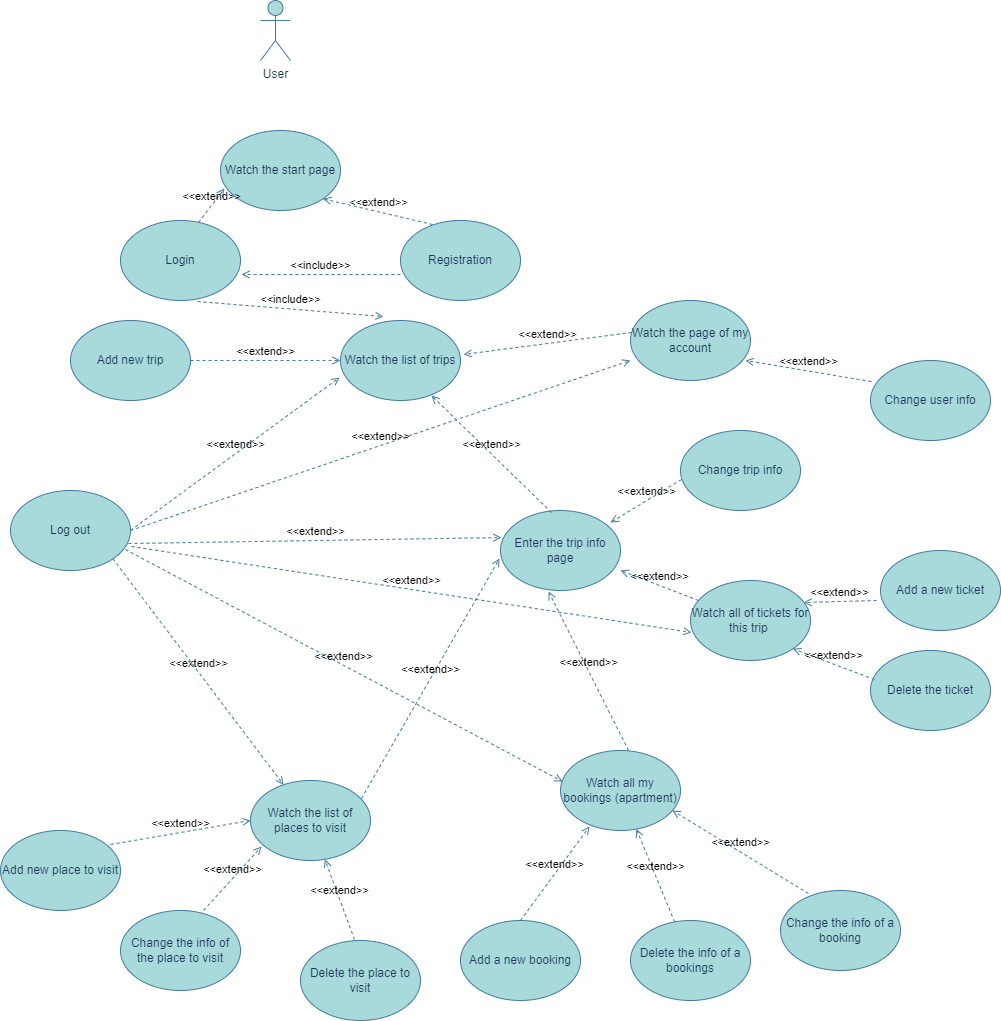 User
Watch the start page
<<extend>>
<<extend>>
Login
Registration
<<include>>
<<include>>
Add new trip
<<extend>>
Watch the list of trips
<<extend>>
Watch the page of my
account
<<extend>>
Change user info
<<extend>>
<<extend>>
<<extend>>
Change trip info
<<extend>>
Log out
<<extend>>
Enter the trip info
page
<<extend>>
<<extend>>
Watch all of tickets for
this trip
<<extend>>
Add a new ticket
<<extend>>
Delete the ticket
<<extend>>
<<extend>>
<<extend>>
<<extend>>
Watch the list of
places to visit
Watch all my
bookings (apartment)
<<extend>>
Add new place to visit
<<extend>>
<<extend>>
<<extend>>
<<extend>>
<<extend>>
Change the info of
the place to visit
Delete the place to
visit
Add a new booking
Delete the info of a
bookings
Change the info of a
booking